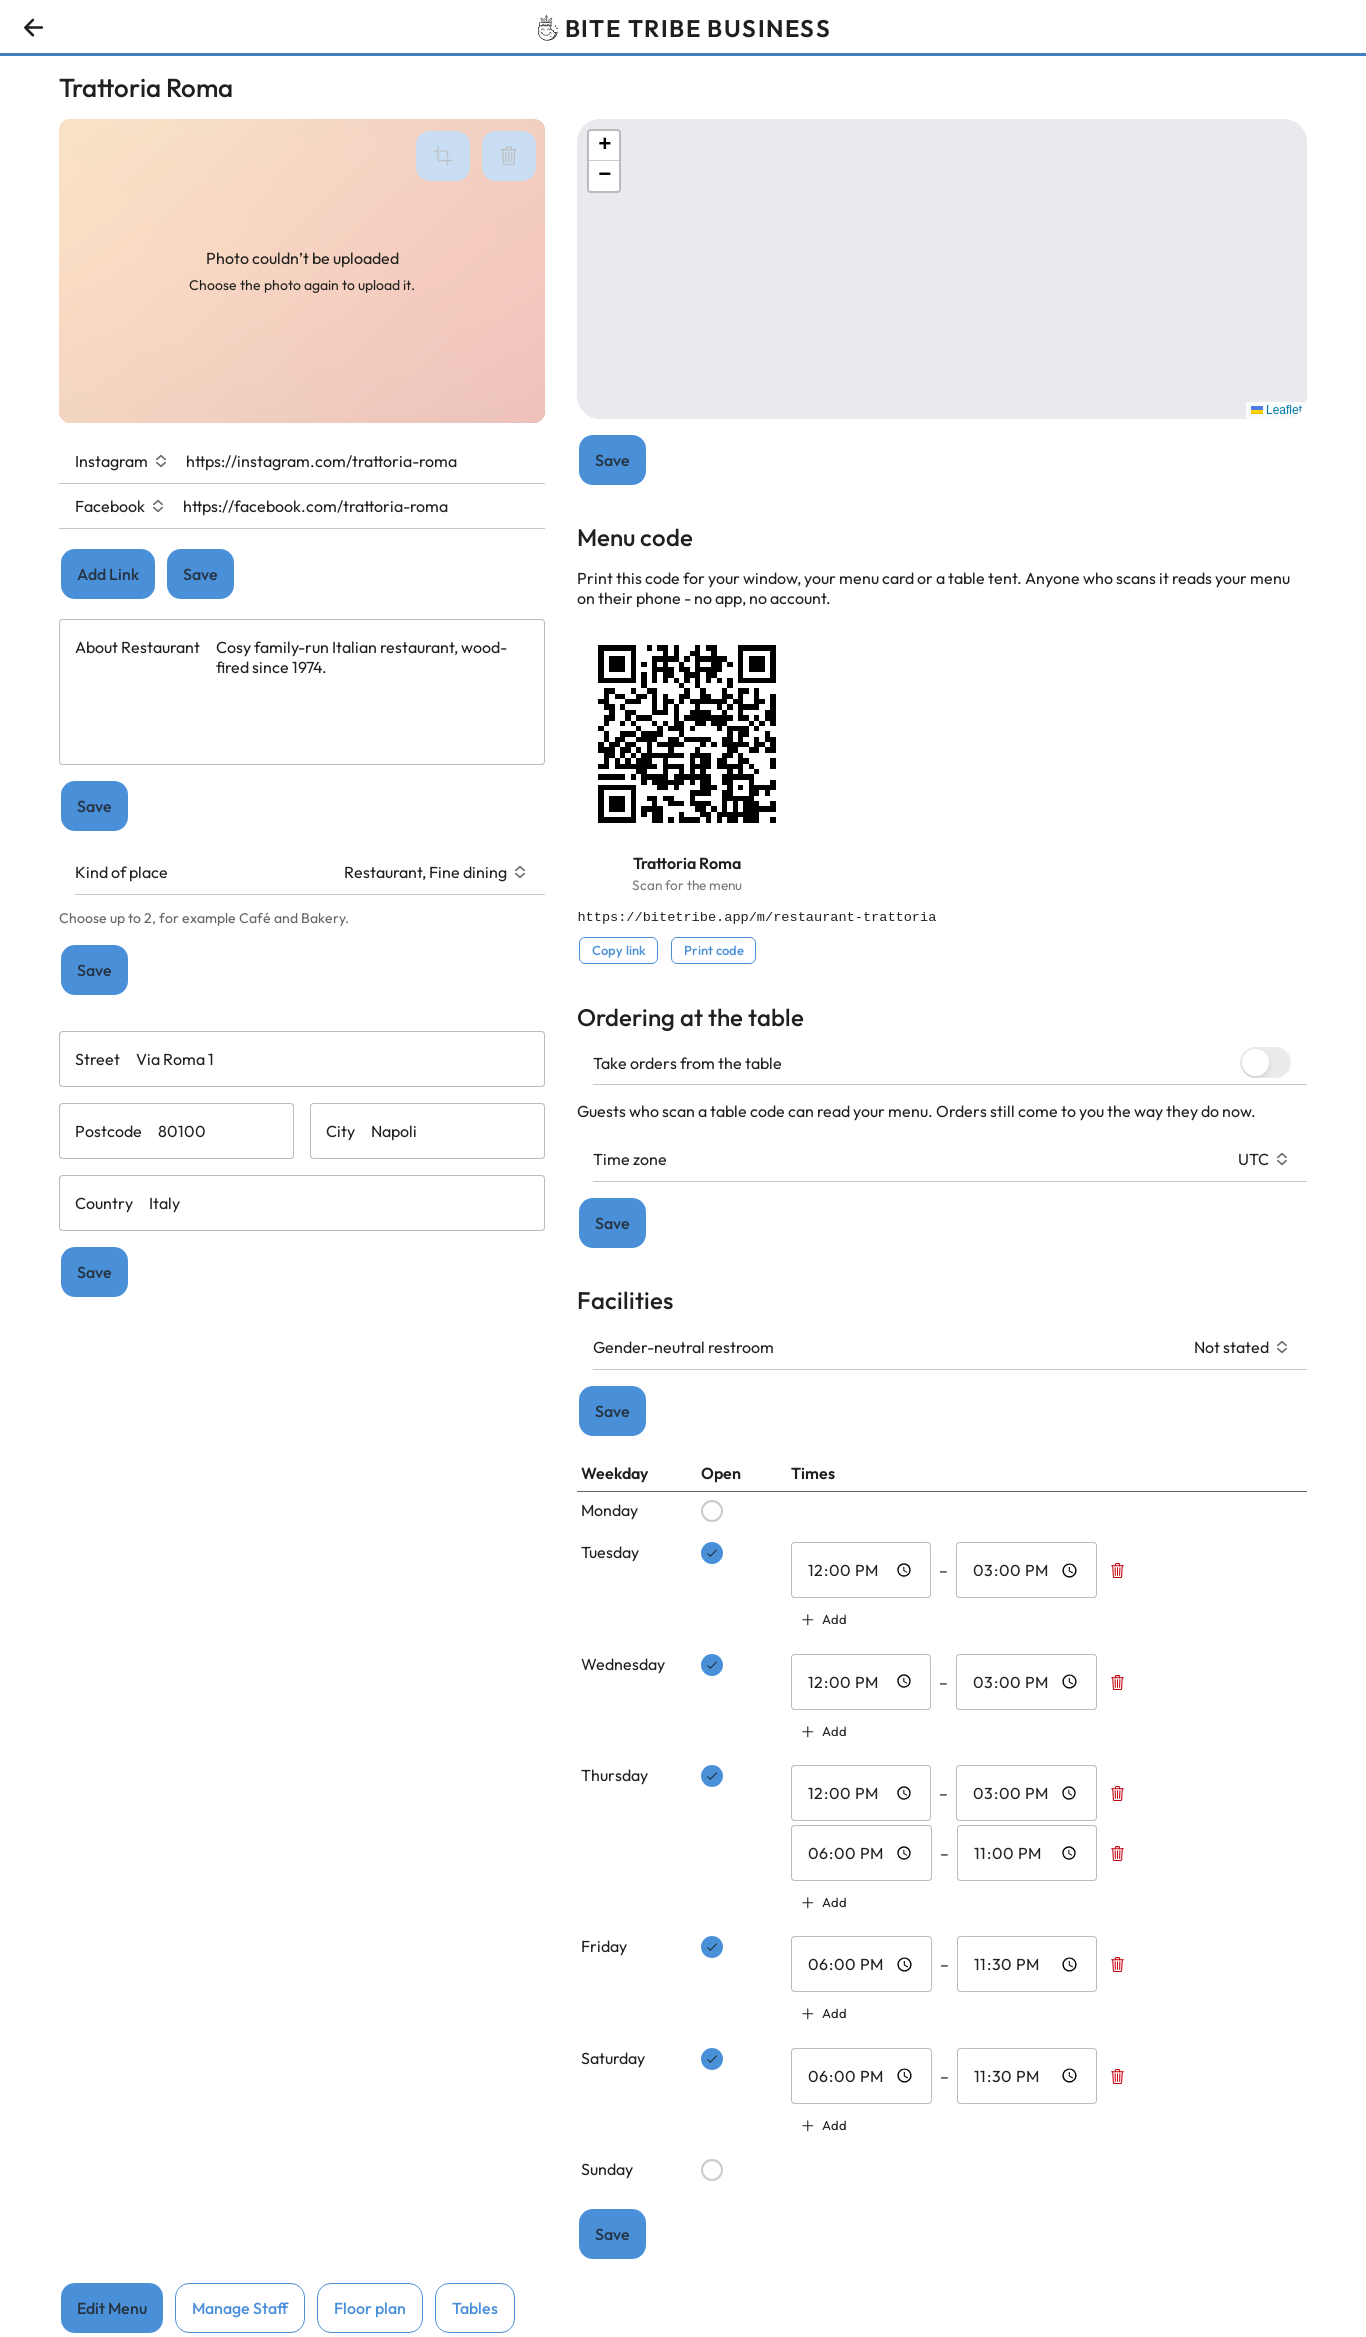 BITE TRIBE BUSINESS
Trattoria Roma
Photo couldn’t be uploaded
Choose the photo again to upload it.
Instagram https://instagram.com/trattoria-roma
Facebook https://facebook.com/trattoria-roma
Add Link Save
About Restaurant Cosy family-run Italian restaurant, wood-
fired since 1974.
Save
Kind of place Restaurant, Fine dining
Choose up to 2, for example Café and Bakery.
Save
Street Via Roma 1
Postcode 80100 City Napoli
Country Italy
Save
+
−
Leaflet
Save
Menu code
Print this code for your window, your menu card or a table tent. Anyone who scans it reads your menu
on their phone - no app, no account.
Trattoria Roma
Scan for the menu
https://bitetribe.app/m/restaurant-trattoria
Copy link Print code
Ordering at the table
Take orders from the table
Guests who scan a table code can read your menu. Orders still come to you the way they do now.
Time zone UTC
Save
Facilities
Gender-neutral restroom Not stated
Save
Weekday Open Times
Monday
Tuesday 12:00 PM – 03:00 PM
+ Add
Wednesday 12:00 PM – 03:00 PM
+ Add
Thursday 12:00 PM – 03:00 PM
06:00 PM – 11:00 PM
+ Add
Friday 06:00 PM – 11:30 PM
+ Add
Saturday 06:00 PM – 11:30 PM
+ Add
Sunday
Save
Edit Menu Manage Staff Floor plan Tables